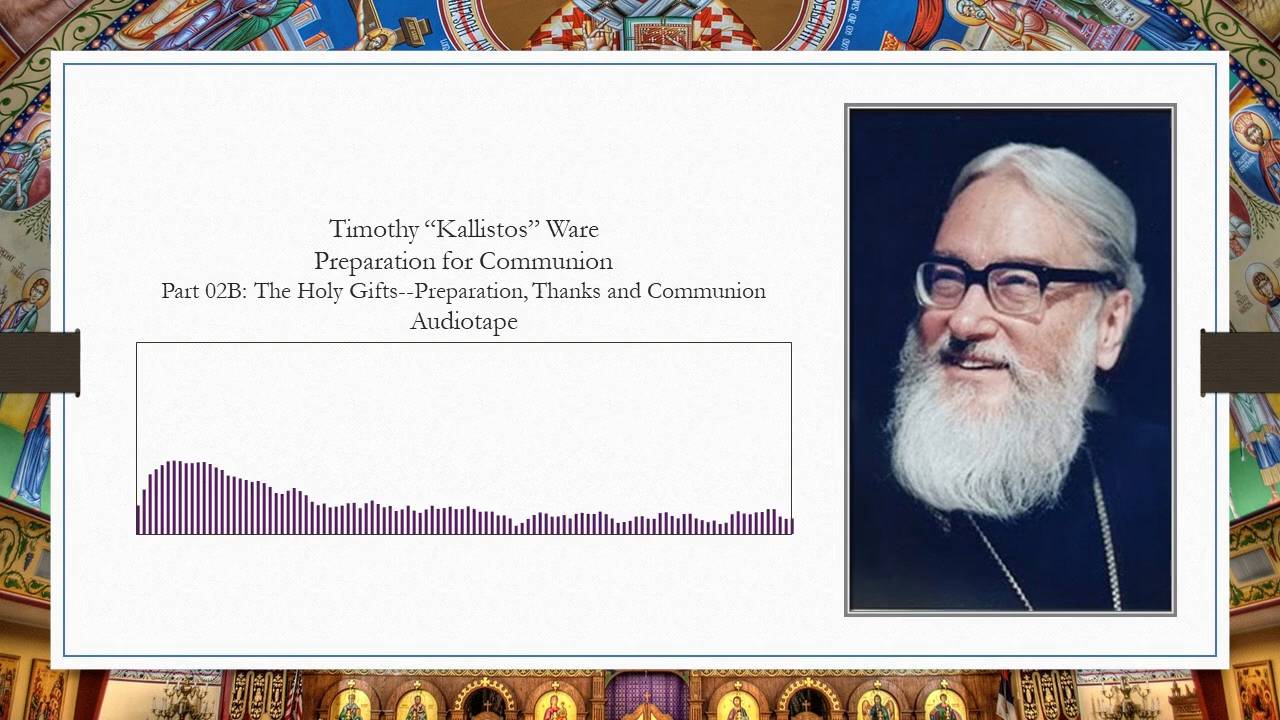 Timothy “Kallistos” Ware
Preparation for Communion
Part 02B: The Holy Gifts--Preparation, Thanks and Communion
Audiotape